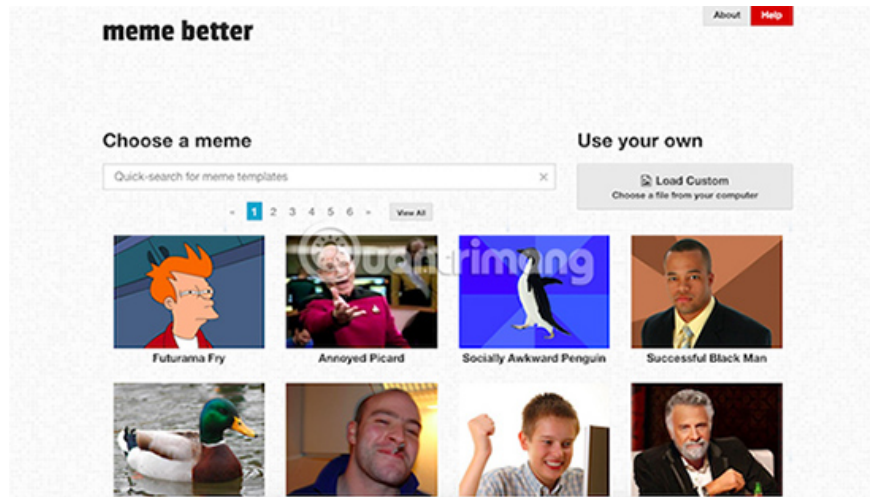 About Help
meme better
Choose a meme
Use your own
Quick-search for meme templates ×
Load Custom
Choose a file from your computer
« 1 2 3 4 5 6 » View All
Quantrimang
Futurama Fry
Annoyed Picard
Socially Awkward Penguin
Successful Black Man